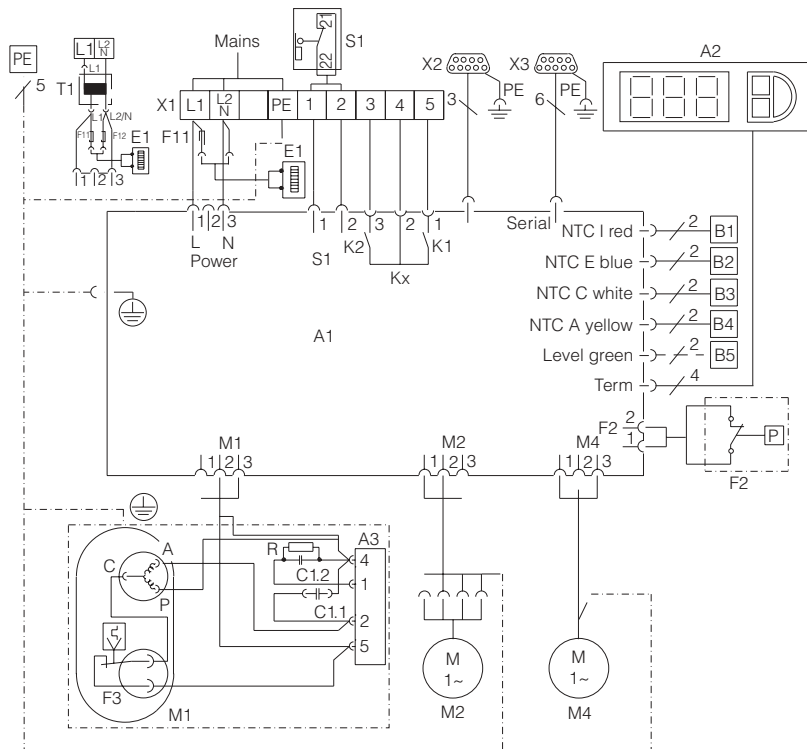 PE
5
L1 L2 N
L1
T1
L1 L2/N
F11 F12
E1
1 2 3
Mains
21
22
S1
X1 L1 L2 N PE 1 2 3 4 5
F11
E1
X2
PE
3
X3
PE
6
A2
1 2 3
L N
Power
1 2
S1
3 2 1
K2 K1
Kx
Serial
NTC I red 2 B1
NTC E blue 2 B2
NTC C white 2 B3
NTC A yellow 2 B4
Level green 2 B5
Term 4
A1
F2 2
1
P
F2
M1
1 2 3
M2
1 2 3
M4
1 2 3
A3
R
4
C1.2
1
C1.1
2
5
A
C
P
F3
M1
M
1~
M2
M
1~
M4